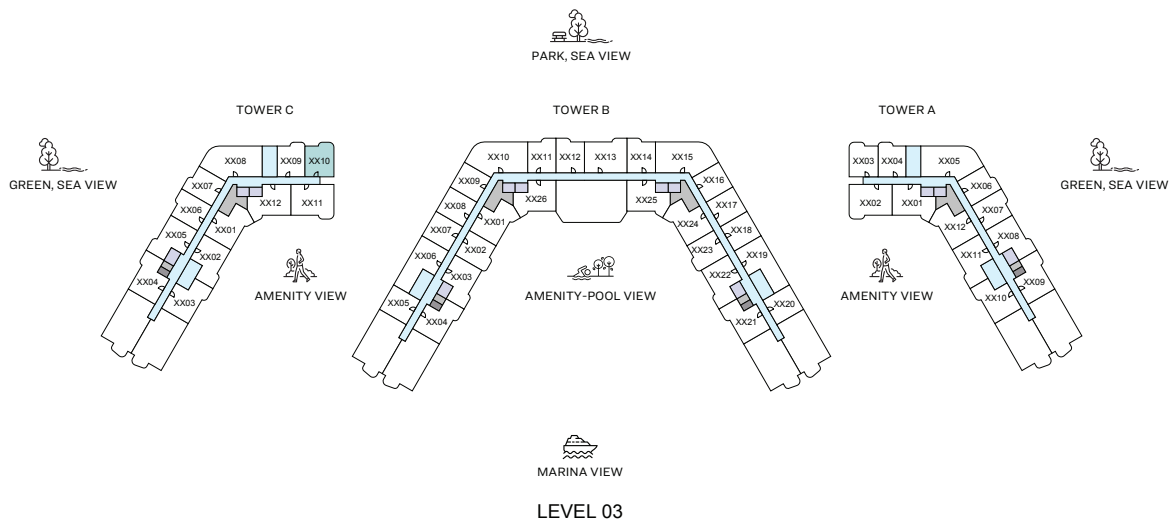 PARK, SEA VIEW
TOWER C
TOWER B
TOWER A
GREEN, SEA VIEW
GREEN, SEA VIEW
XX08
XX09
XX10
XX07
XX06
XX05
XX04
XX12
XX11
XX01
XX02
XX03
XX10
XX11
XX12
XX13
XX14
XX15
XX09
XX08
XX07
XX06
XX05
XX26
XX01
XX02
XX03
XX04
XX25
XX24
XX23
XX22
XX21
XX16
XX17
XX18
XX19
XX20
XX03
XX04
XX05
XX02
XX01
XX06
XX07
XX08
XX09
XX12
XX11
XX10
AMENITY VIEW
AMENITY-POOL VIEW
AMENITY VIEW
MARINA VIEW
LEVEL 03